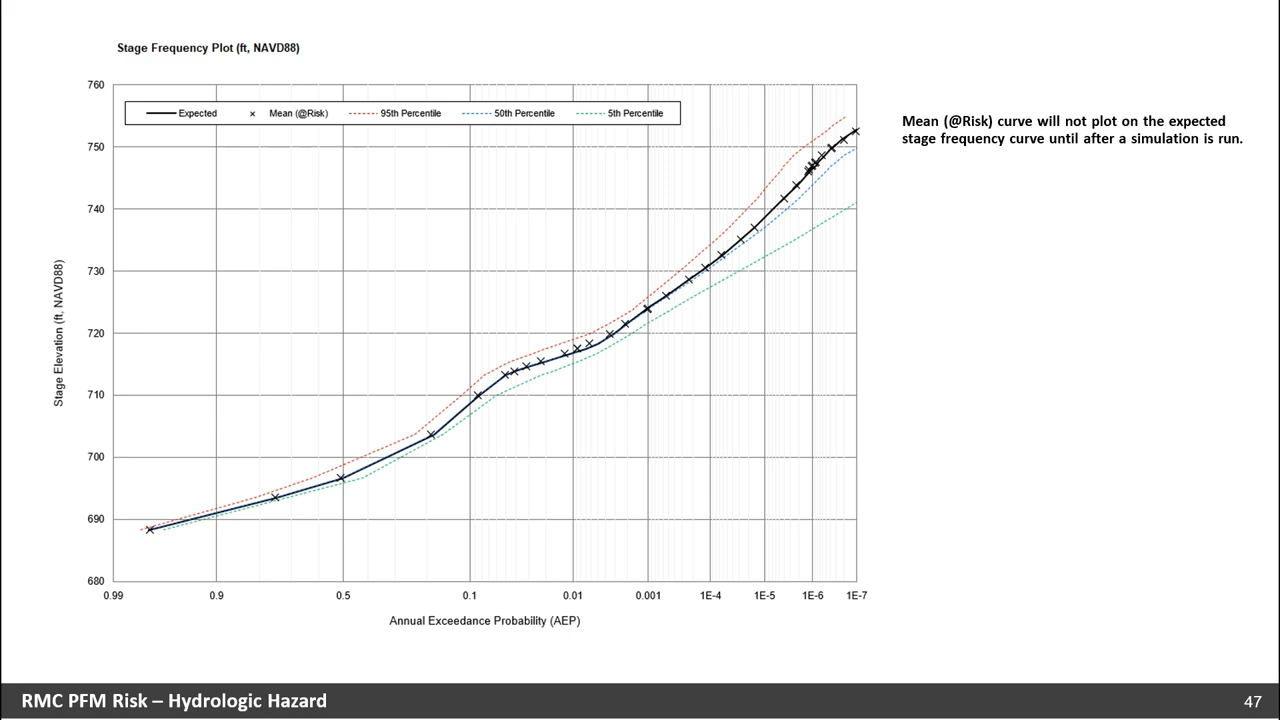 Stage Frequency Plot (ft, NAVD88)
760
750
740
730
720
710
700
690
680
Expected
Mean (@Risk)
95th Percentile
50th Percentile
5th Percentile
Stage Elevation (ft, NAVD88)
0.99
0.9
0.5
0.1
0.01
0.001
1E-4
1E-5
1E-6
1E-7
Annual Exceedance Probability (AEP)
Mean (@Risk) curve will not plot on the expected
stage frequency curve until after a simulation is run.
RMC PFM Risk – Hydrologic Hazard
47